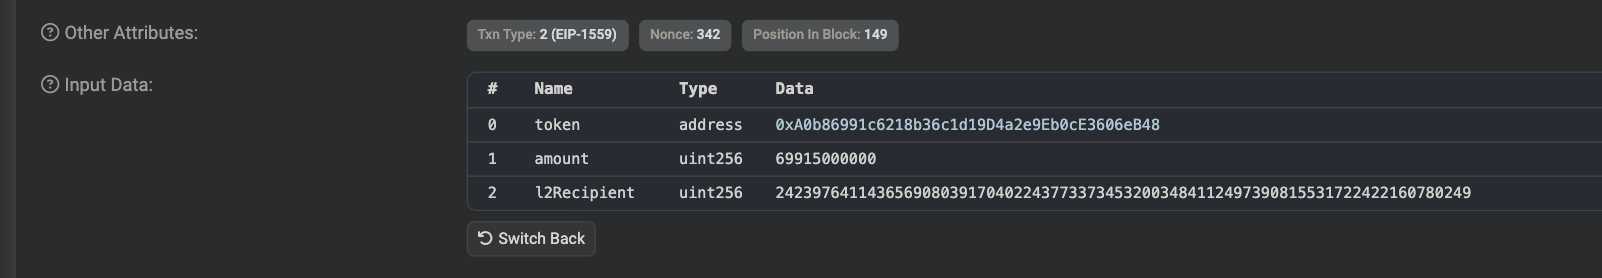 Other Attributes: Txn Type: 2 (EIP-1559) Nonce: 342 Position In Block: 149
Input Data:
# Name Type Data
0 token address 0xA0b86991c6218b36c1d19D4a2e9Eb0cE3606eB48
1 amount uint256 69915000000
2 l2Recipient uint256 2423976411436569080391704022437733734532003484112497390815531722422160780249
Switch Back